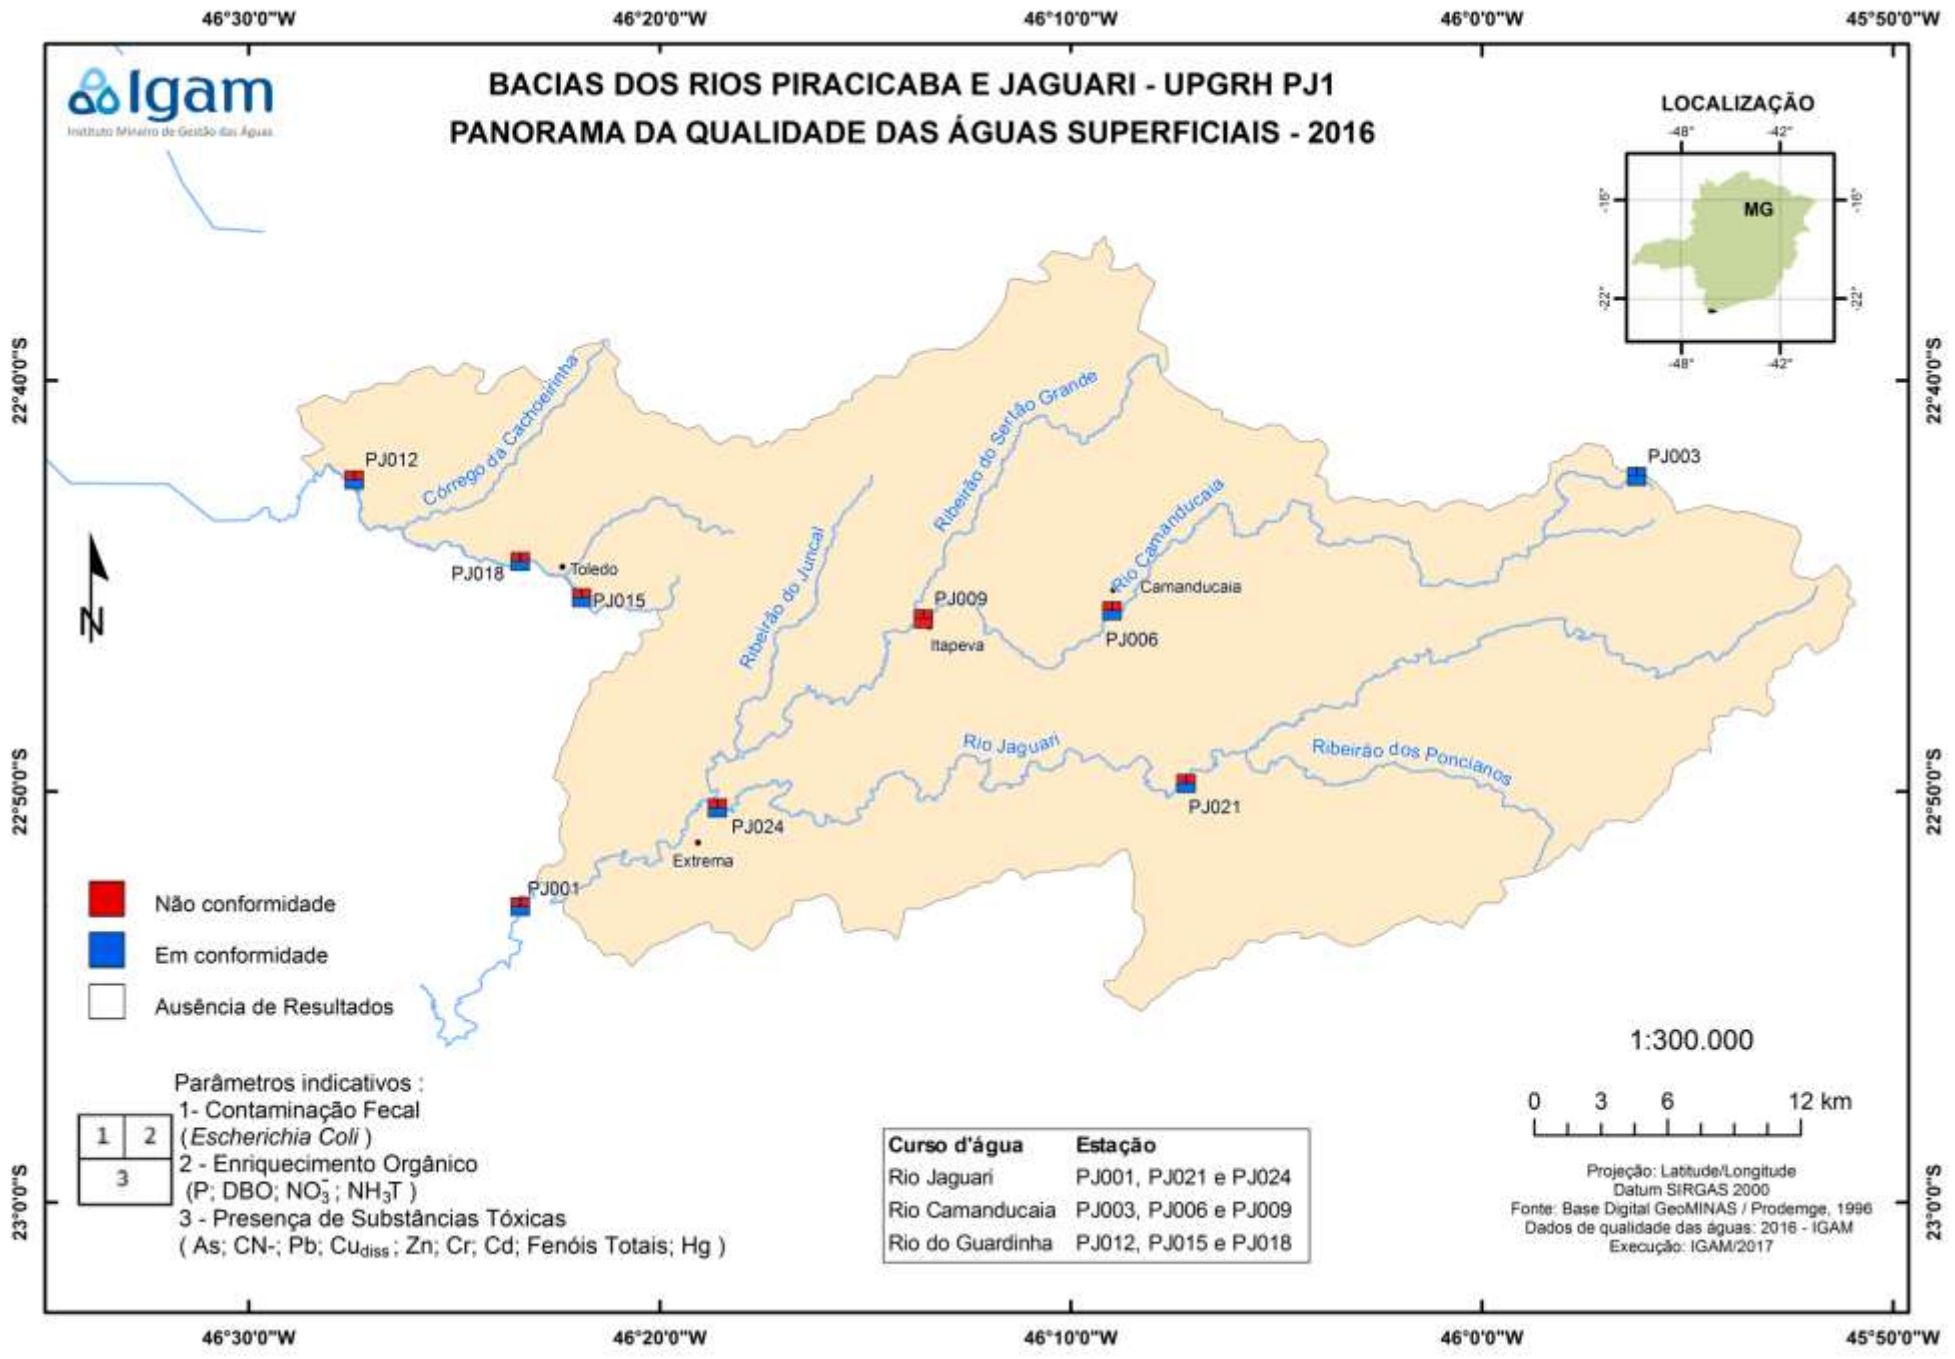 46°30'0"W 46°20'0"W 46°10'0"W 46°0'0"W 45°50'0"W
Igam
Instituto Mineiro de Gestão das Águas
BACIAS DOS RIOS PIRACICABA E JAGUARI - UPGRH PJ1
PANORAMA DA QUALIDADE DAS ÁGUAS SUPERFICIAIS - 2016
LOCALIZAÇÃO
-48° -42°
-16° -16°
MG
-22° -22°
-48° -42°
22°40'0"S 22°40'0"S
Córrego da Cachoeirinha
Ribeirão do Sertão Grande
PJ012
PJ003
Rio Camanducaia
Ribeirão do Juncal
PJ018
Toledo
PJ015
PJ009
Itapeva
Camanducaia
PJ006
N
Rio Jaguari
Ribeirão dos Poncianos
22°50'0"S 22°50'0"S
PJ021
PJ024
Extrema
PJ001
Não conformidade
Em conformidade
Ausência de Resultados
1:300.000
0 3 6 12 km
Parâmetros indicativos :
1- Contaminação Fecal
(Escherichia Coli )
2 - Enriquecimento Orgânico
(P; DBO; NO3-; NH3T )
3 - Presença de Substâncias Tóxicas
( As; CN-; Pb; Cudiss; Zn; Cr; Cd; Fenóis Totais; Hg )
1 2
3
Curso d'água Estação
Rio Jaguari PJ001, PJ021 e PJ024
Rio Camanducaia PJ003, PJ006 e PJ009
Rio do Guardinha PJ012, PJ015 e PJ018
Projeção: Latitude/Longitude
Datum SIRGAS 2000
Fonte: Base Digital GeoMINAS / Prodemge, 1996
Dados de qualidade das águas: 2016 - IGAM
Execução: IGAM/2017
23°0'0"S 23°0'0"S
46°30'0"W 46°20'0"W 46°10'0"W 46°0'0"W 45°50'0"W